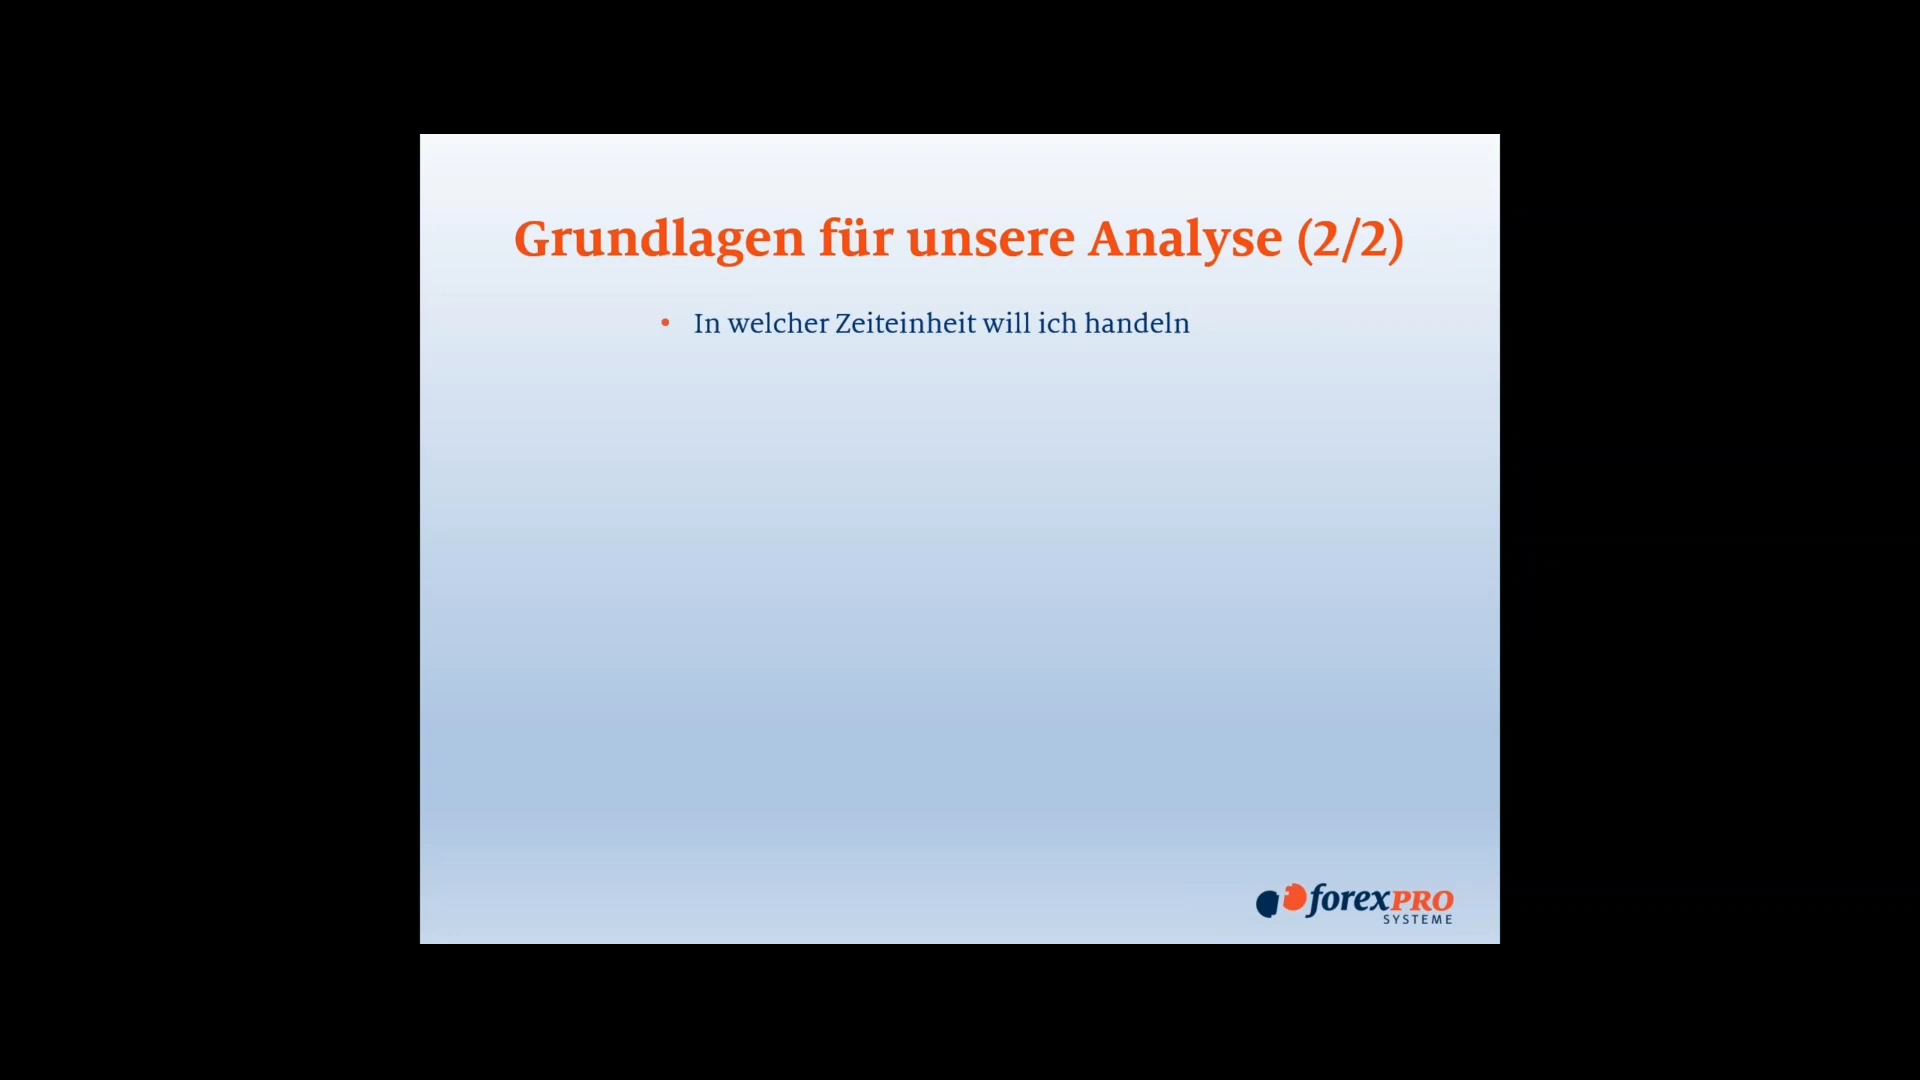 Grundlagen für unsere Analyse (2/2)
• In welcher Zeiteinheit will ich handeln
forexPRO
SYSTEME